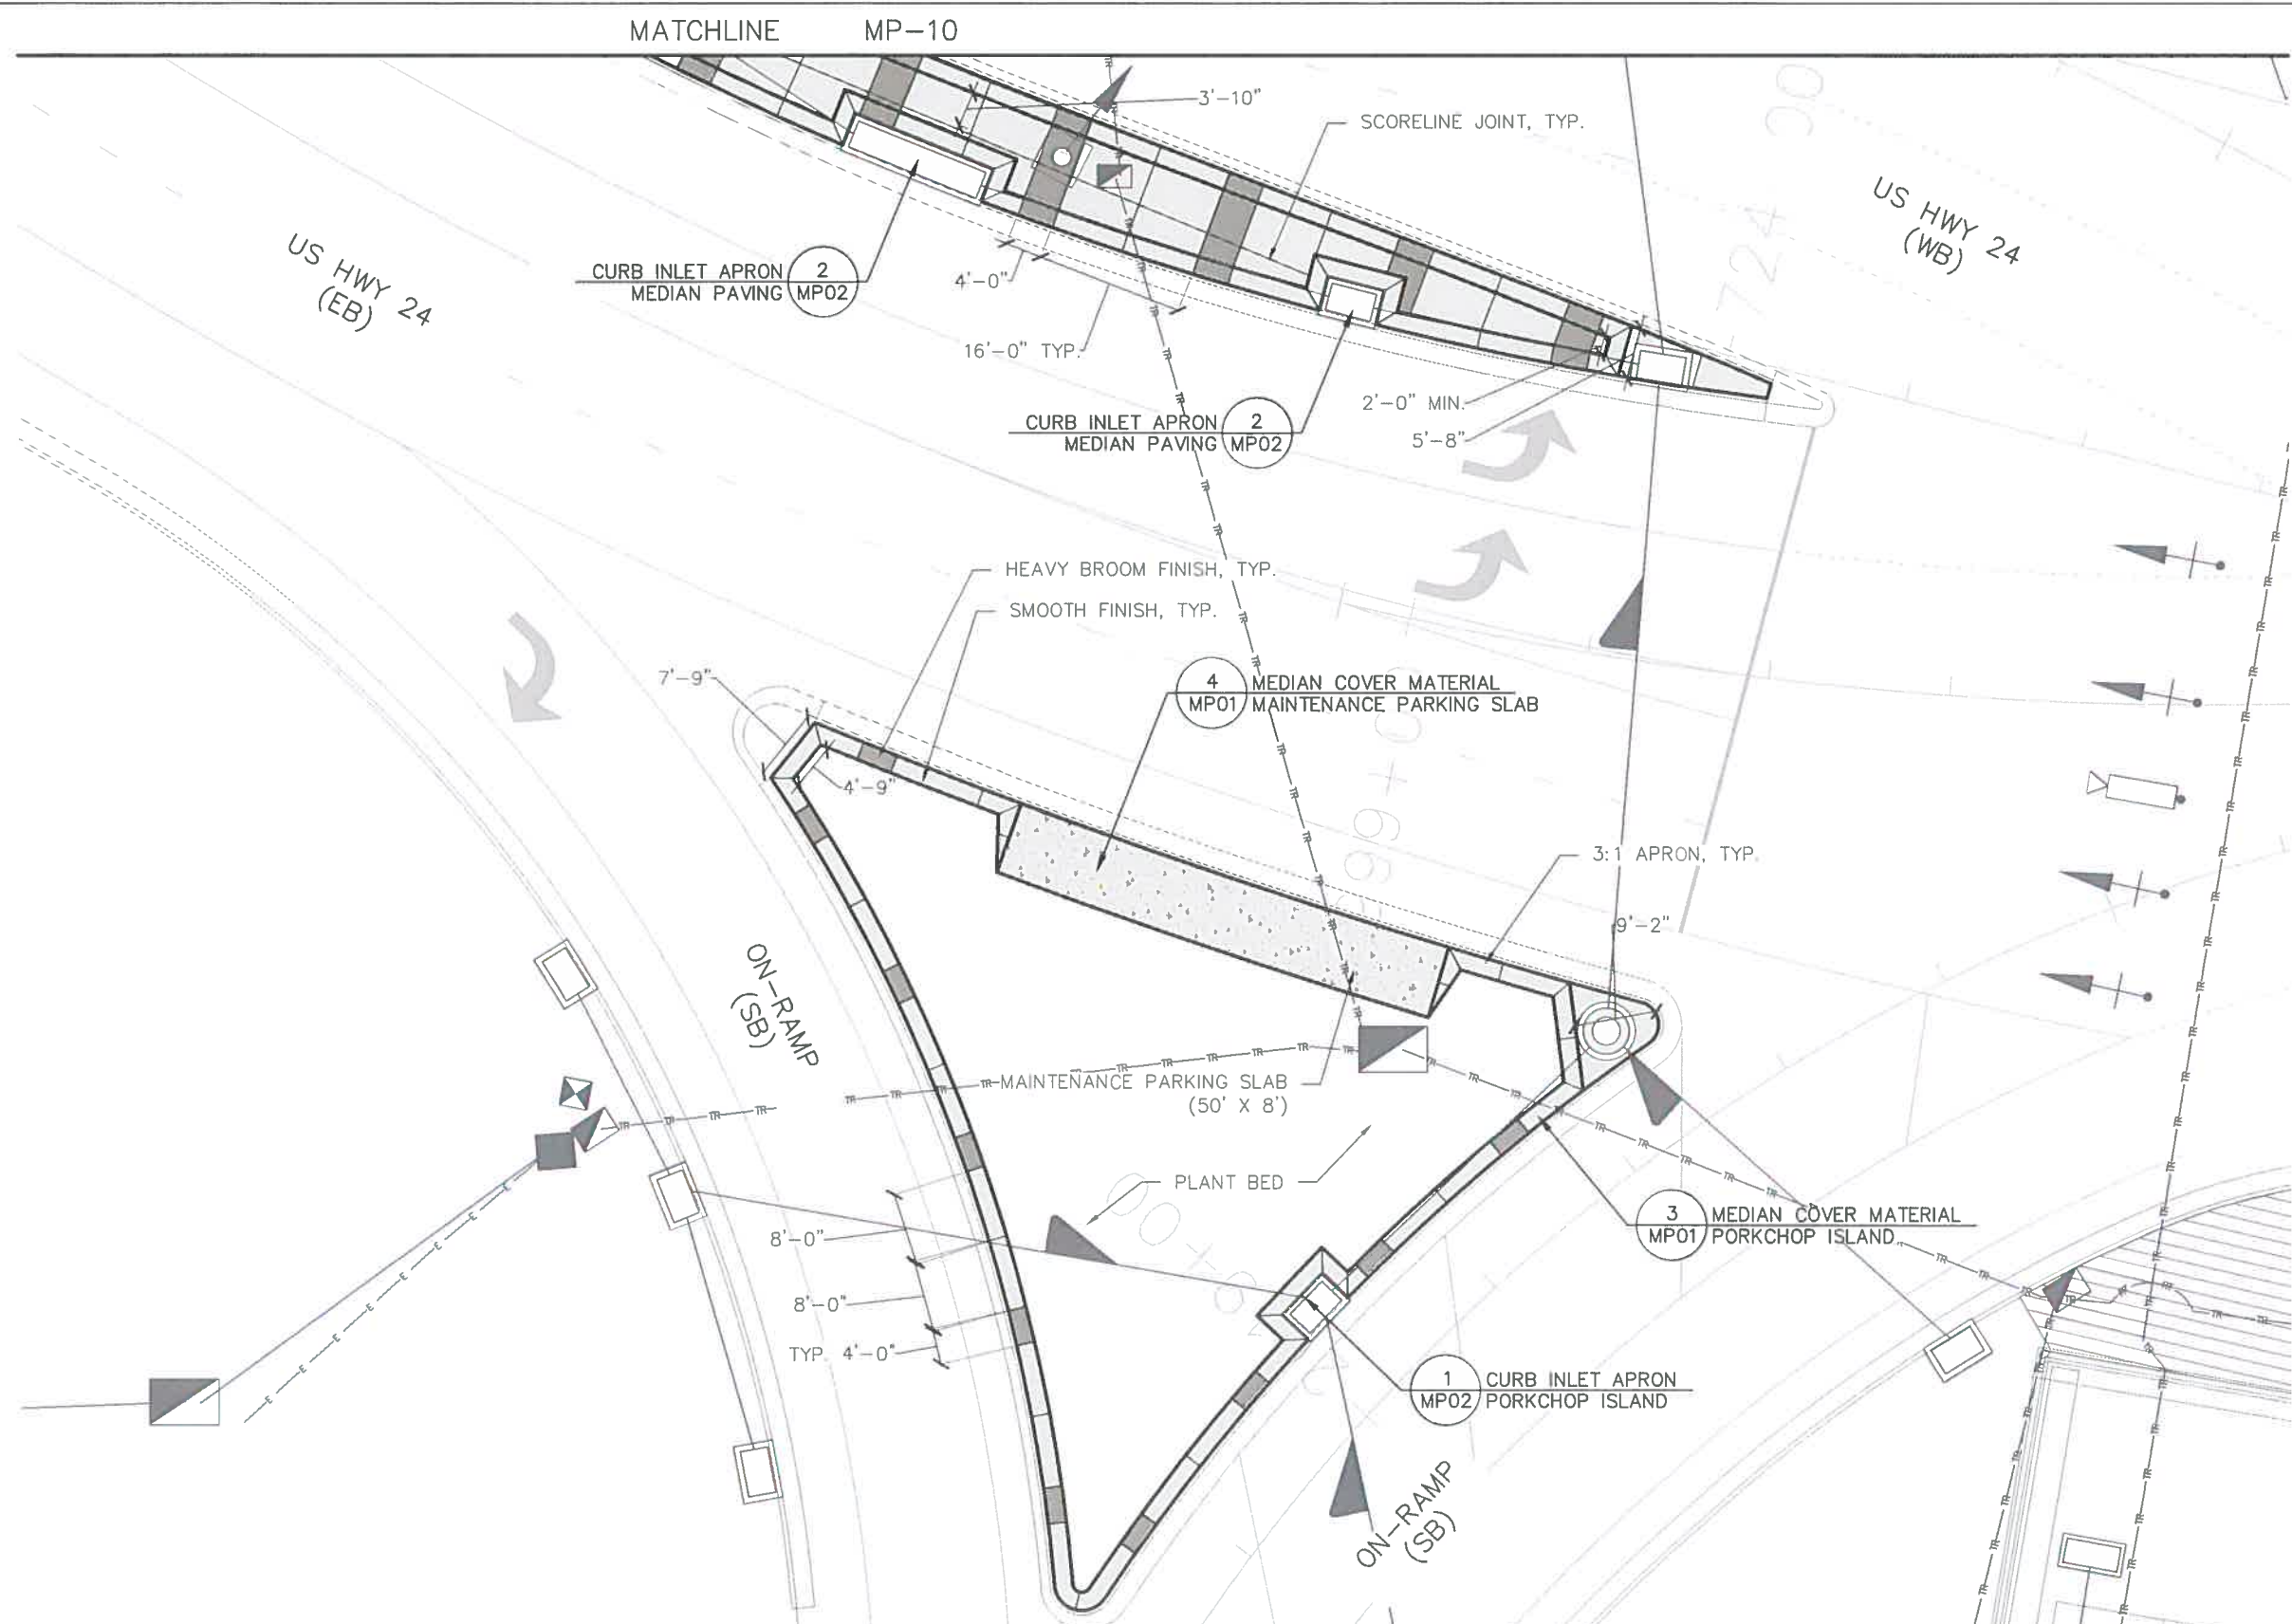 MATCHLINE MP-10
3'-10"
SCORELINE JOINT, TYP.
US HWY 24
(WB)
US HWY 24
(EB)
CURB INLET APRON
MEDIAN PAVING
2
MP02
4'-0"
16'-0" TYP.
CURB INLET APRON
MEDIAN PAVING
2
MP02
2'-0" MIN.
5'-8"
HEAVY BROOM FINISH, TYP.
SMOOTH FINISH, TYP.
7'-9"
4
MP01
MEDIAN COVER MATERIAL
MAINTENANCE PARKING SLAB
4'-9"
3:1 APRON, TYP.
9'-2"
ON-RAMP
(SB)
MAINTENANCE PARKING SLAB
(50' X 8')
PLANT BED
3
MP01
MEDIAN COVER MATERIAL
PORKCHOP ISLAND
8'-0"
8'-0"
TYP. 4'-0"
1
MP02
CURB INLET APRON
PORKCHOP ISLAND
ON-RAMP
(SB)